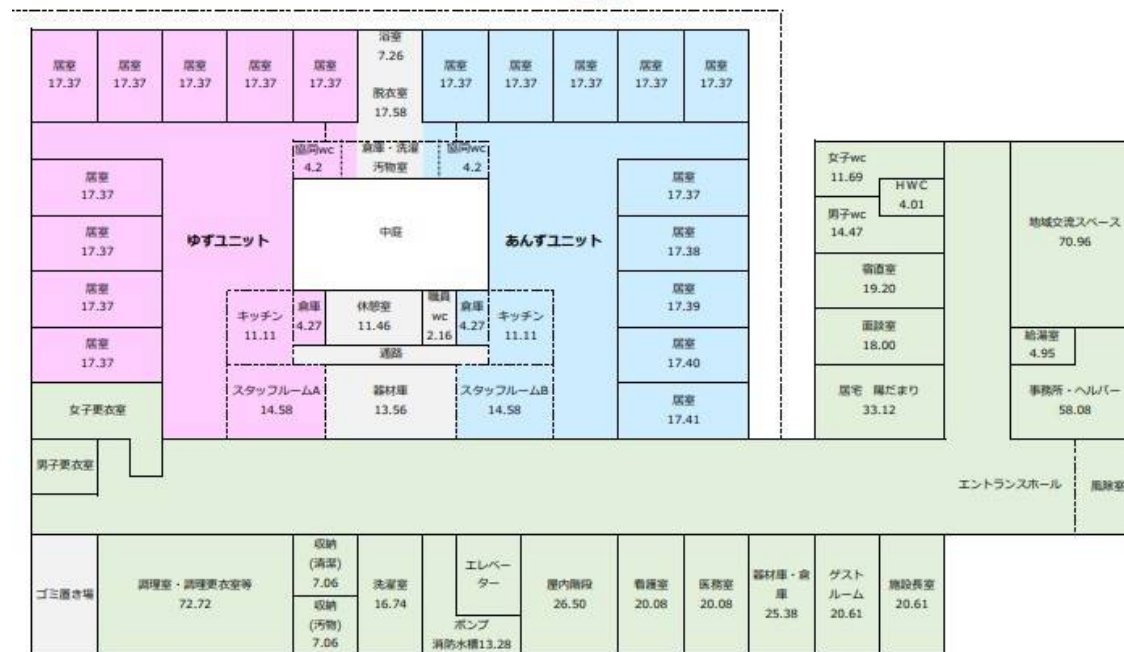 居室
17.37
居室
17.37
居室
17.37
居室
17.37
居室
17.37
浴室
7.26
脱衣室
17.58
居室
17.37
居室
17.37
居室
17.37
居室
17.37
居室
17.37
協同wc
4.2
倉庫・洗濯
汚物室
協同wc
4.2
居室
17.37
居室
17.37
居室
17.37
居室
17.37
ゆずユニット
中庭
あんずユニット
居室
17.37
居室
17.38
居室
17.39
居室
17.40
居室
17.41
キッチン
11.11
倉庫
4.27
休憩室
11.46
職員
wc
2.16
倉庫
4.27
キッチン
11.11
通路
スタッフルームA
14.58
器材庫
13.56
スタッフルームB
14.58
女子更衣室
男子更衣室
女子wc
11.69
HWC
4.01
男子wc
14.47
宿直室
19.20
面談室
18.00
居宅 陽だまり
33.12
地域交流スペース
70.96
給湯室
4.95
事務所・ヘルパー
58.08
エントランスホール
風除室
ゴミ置き場
調理室・調理更衣室等
72.72
収納
(清潔)
7.06
収納
(汚物)
7.06
洗濯室
16.74
エレベー
ター
ポンプ
消防水槽13.28
屋内階段
26.50
看護室
20.08
医務室
20.08
器材庫・倉
庫
25.38
ゲスト
ルーム
20.61
施設長室
20.61